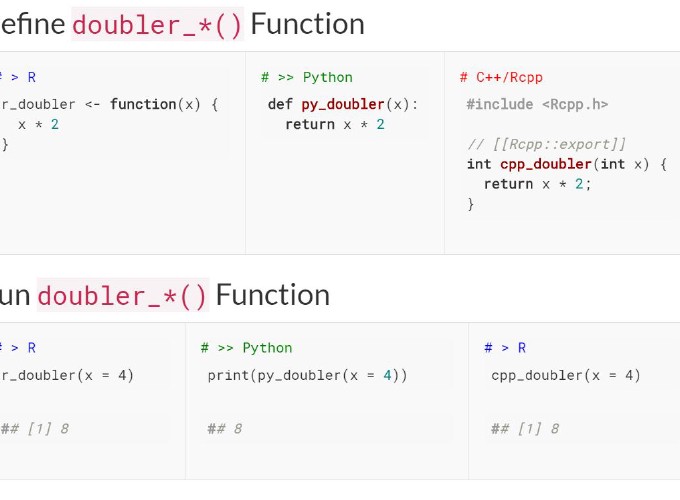 efine doubler_*() Function
# > R
r_doubler <- function(x) {
x * 2
}
# >> Python
def py_doubler(x):
return x * 2
# C++/Rcpp
#include <Rcpp.h>
// [[Rcpp::export]]
int cpp_doubler(int x) {
return x * 2;
}
un doubler_*() Function
# > R
r_doubler(x = 4)
## [1] 8
# >> Python
print(py_doubler(x = 4))
## 8
# > R
cpp_doubler(x = 4)
## [1] 8